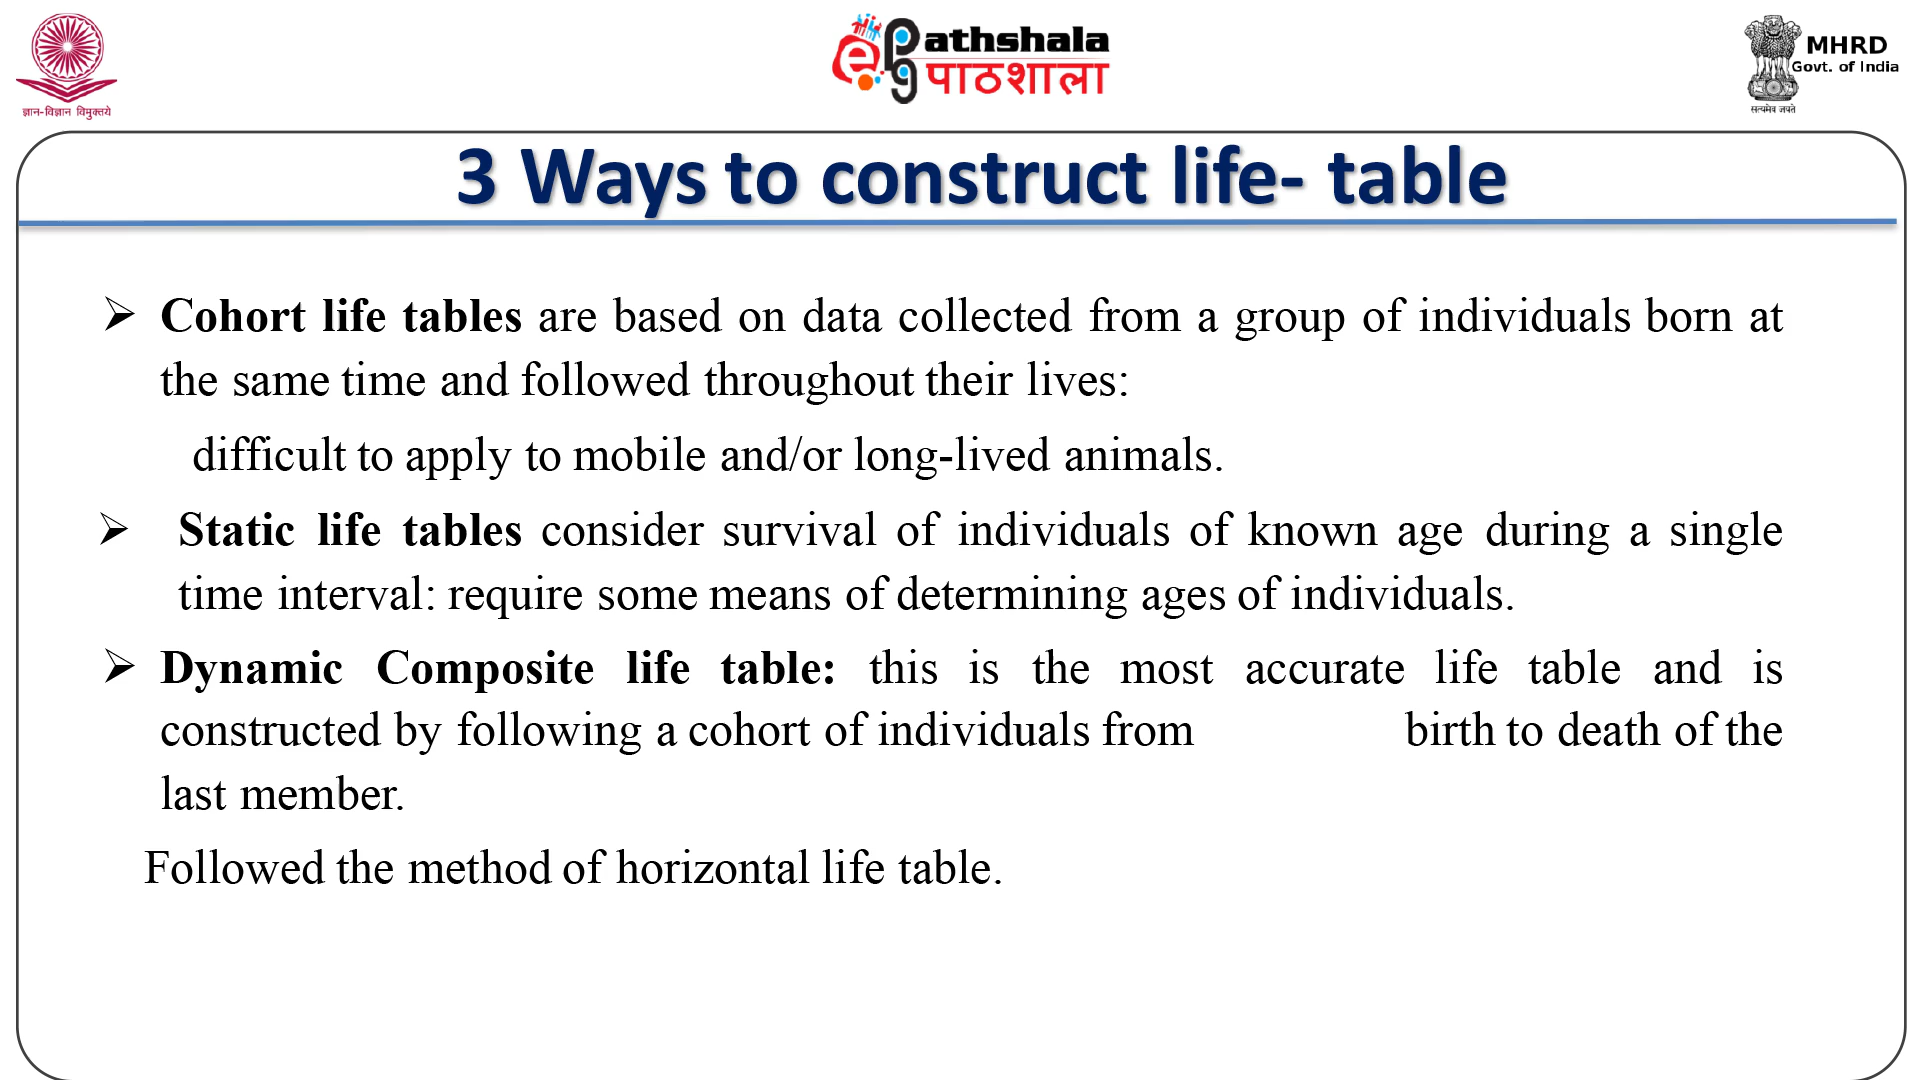 ज्ञान-विज्ञान विमुक्तये
e pg athshala
पाठशाला
MHRD
Govt. of India
सत्यमेव जयते
3 Ways to construct life- table
➢ Cohort life tables are based on data collected from a group of individuals born at
the same time and followed throughout their lives:
difficult to apply to mobile and/or long-lived animals.
➢ Static life tables consider survival of individuals of known age during a single
time interval: require some means of determining ages of individuals.
➢ Dynamic Composite life table: this is the most accurate life table and is
constructed by following a cohort of individuals from birth to death of the
last member.
Followed the method of horizontal life table.